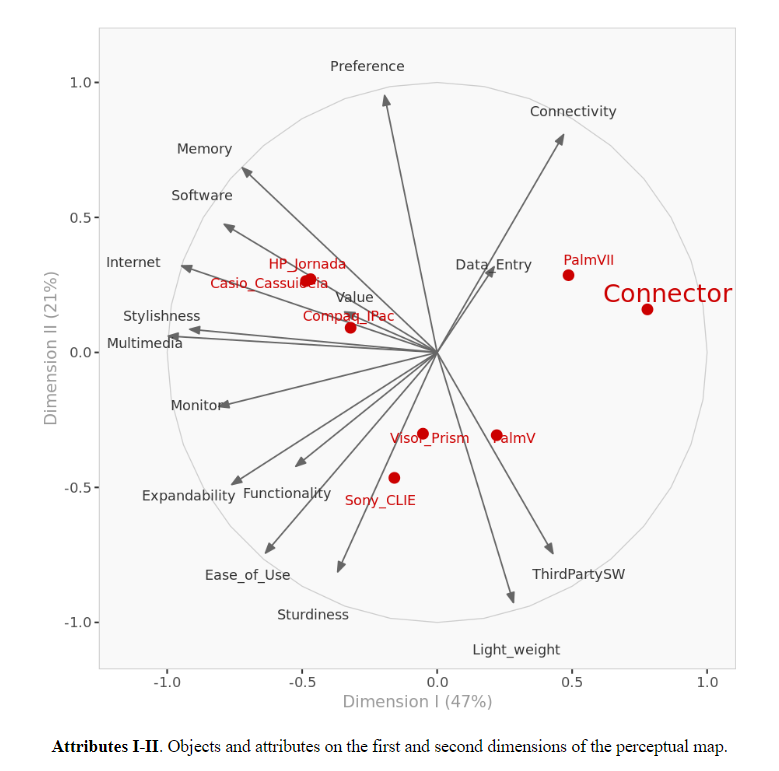 Preference
1.0
Connectivity
Memory
Software
0.5
Internet
HP_Jornada
Data_Entry
PalmVII
Casio_Cassuipeia
Value
Connector
Stylishness
Compaq_IPac
Multimedia
0.0
Monitor
Visor_Prism
PalmV
-0.5
Expandability
Functionality
Sony_CLIE
Ease_of_Use
ThirdPartySW
Sturdiness
-1.0
Light_weight
-1.0
-0.5
0.0
0.5
1.0
Dimension I (47%)
Dimension II (21%)
Attributes I-II. Objects and attributes on the first and second dimensions of the perceptual map.